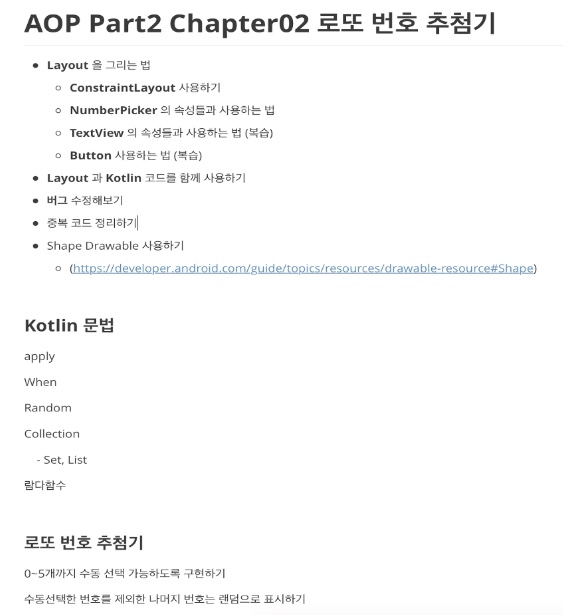 AOP Part2 Chapter02 로또 번호 추첨기
• Layout 을 그리는 법
◦ ConstraintLayout 사용하기
◦ NumberPicker 의 속성들과 사용하는 법
◦ TextView 의 속성들과 사용하는 법 (복습)
◦ Button 사용하는 법 (복습)
• Layout 과 Kotlin 코드를 함께 사용하기
• 버그 수정해보기
• 중복 코드 정리하기
• Shape Drawable 사용하기
◦ (https://developer.android.com/guide/topics/resources/drawable-resource#Shape)
Kotlin 문법
apply
When
Random
Collection
- Set, List
람다함수
로또 번호 추첨기
0~5개까지 수동 선택 가능하도록 구현하기
수동선택한 번호를 제외한 나머지 번호는 랜덤으로 표시하기